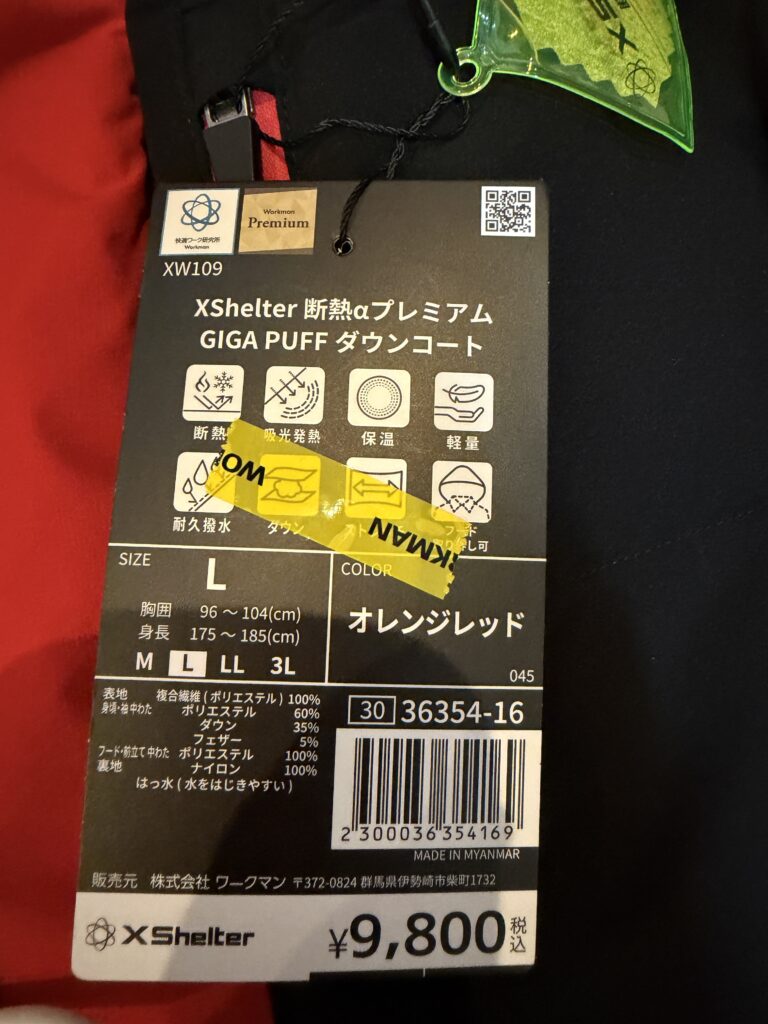 XS
快適ワーク研究所
Workman
Workman
Premium
XW109
XShelter 断熱αプレミアム
GIGA PUFF ダウンコート
断熱 吸光発熱 保温 軽量
耐久撥水 ダウン
WO
RKMAN
SIZE
L
胸囲 96 ～ 104(cm)
身長 175 ～ 185(cm)
M L LL 3L
COLOR
オレンジレッド
045
表地 複合繊維 ( ポリエステル ) 100%
身頃・袖 中わた ポリエステル 60%
ダウン 35%
フェザー 5%
フード・前立て 中わた ポリエステル 100%
裏地 ナイロン 100%
はっ水 ( 水をはじきやすい )
30 36354-16
2 300036 354169
MADE IN MYANMAR
販売元 株式会社 ワークマン 〒372-0824 群馬県伊勢崎市柴町1732
XShelter
¥9,800 税込